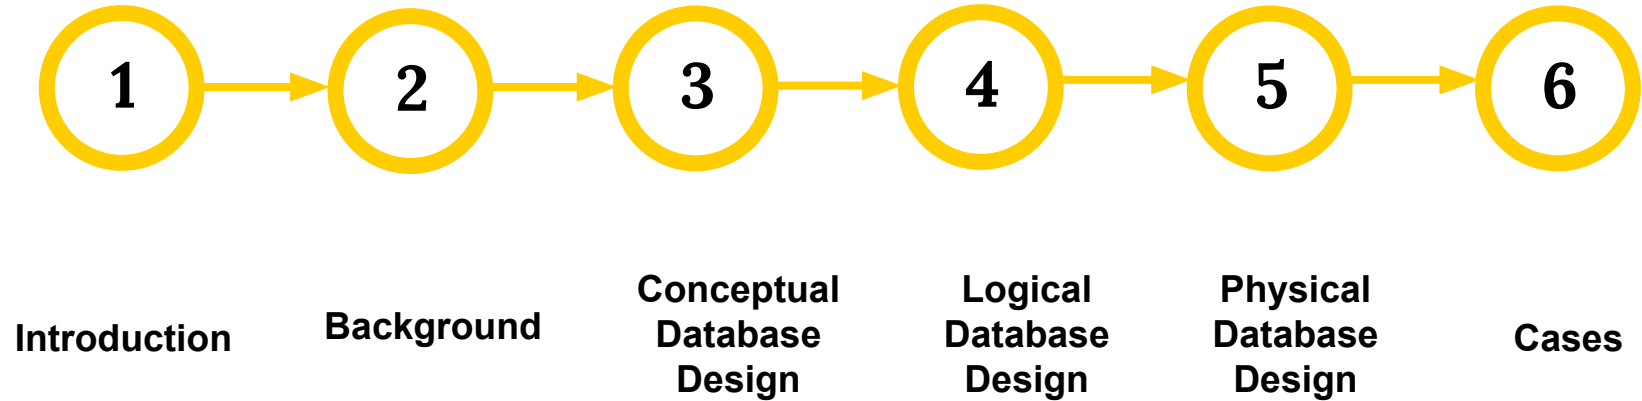 1
2
3
4
5
6
Introduction
Background
Conceptual
Database
Design
Logical
Database
Design
Physical
Database
Design
Cases